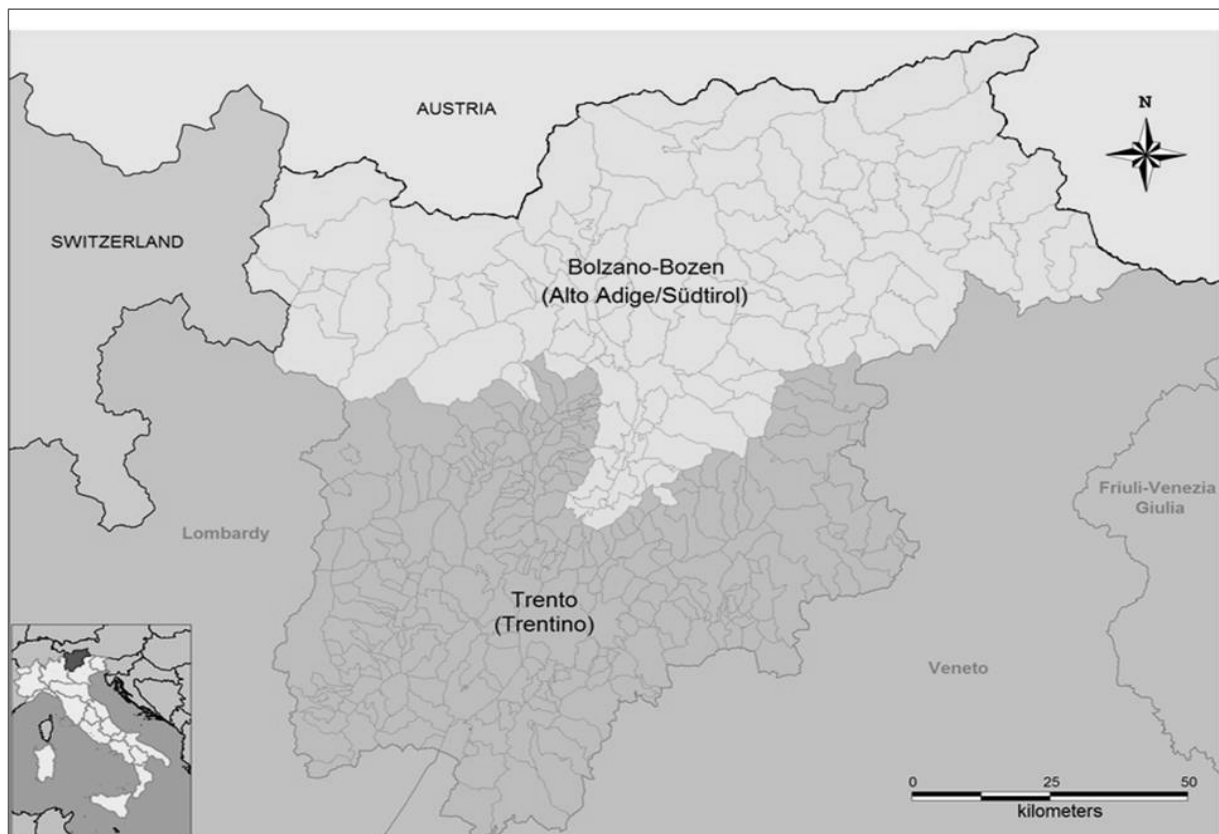 AUSTRIA
N
SWITZERLAND
Bolzano-Bozen
(Alto Adige/Südtirol)
Friuli-Venezia
Giulia
Lombardy
Trento
(Trentino)
Veneto
0 25 50
kilometers